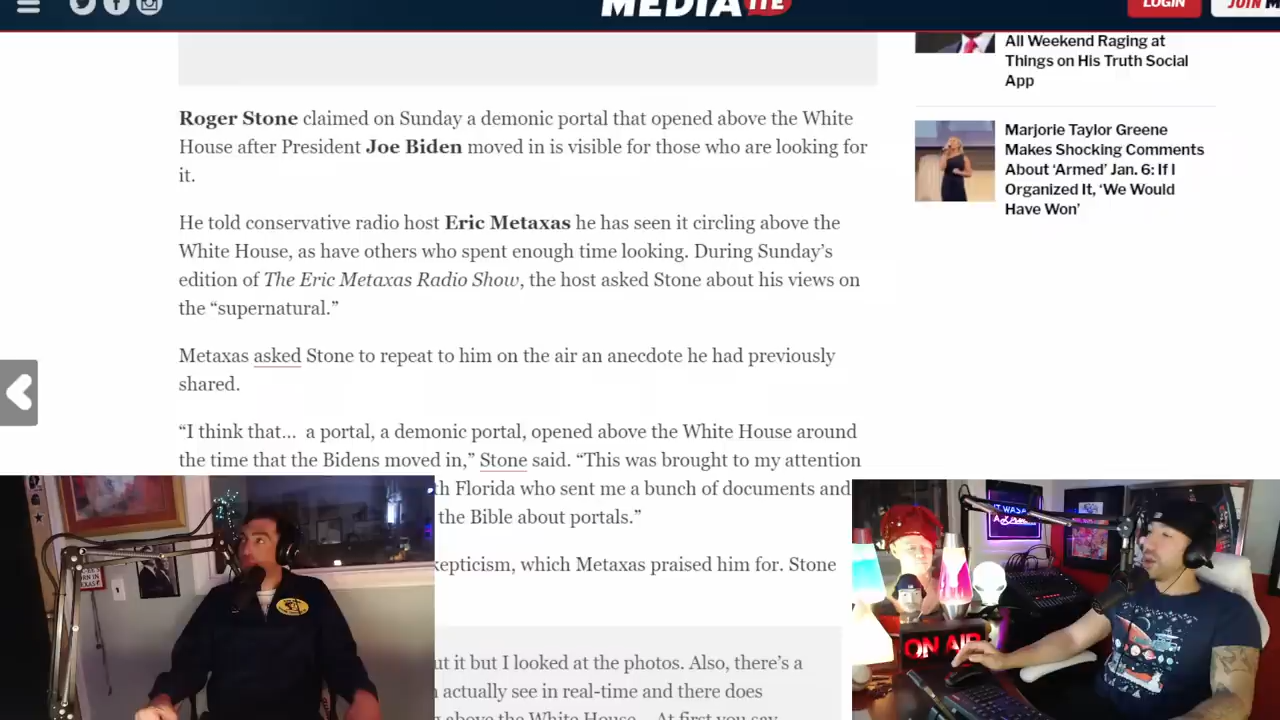 MEDIAITE
LOGIN
JOIN M
All Weekend Raging at
Things on His Truth Social
App
Marjorie Taylor Greene
Makes Shocking Comments
About ‘Armed’ Jan. 6: If I
Organized It, ‘We Would
Have Won’
Roger Stone claimed on Sunday a demonic portal that opened above the White
House after President Joe Biden moved in is visible for those who are looking for
it.
He told conservative radio host Eric Metaxas he has seen it circling above the
White House, as have others who spent enough time looking. During Sunday’s
edition of The Eric Metaxas Radio Show, the host asked Stone about his views on
the “supernatural.”
Metaxas asked Stone to repeat to him on the air an anecdote he had previously
shared.
“I think that… a portal, a demonic portal, opened above the White House around
the time that the Bidens moved in,” Stone said. “This was brought to my attention
h Florida who sent me a bunch of documents and
the Bible about portals.”
kepticism, which Metaxas praised him for. Stone
ut it but I looked at the photos. Also, there’s a
actually see in real-time and there does
above the White House… At first you say,
ON AIR